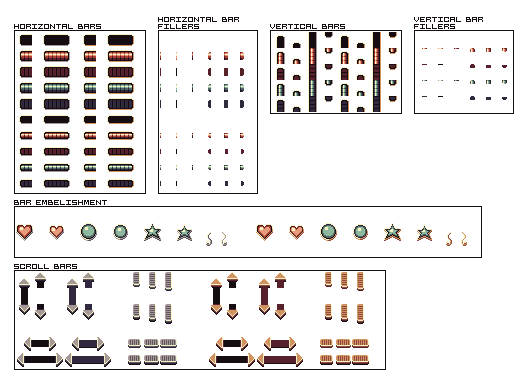 HORIZONTAL BARS
HORIZONTAL BAR
FILLERS
VERTICAL BARS
VERTICAL BAR
FILLERS
BAR EMBELISHMENT
SCROLL BARS